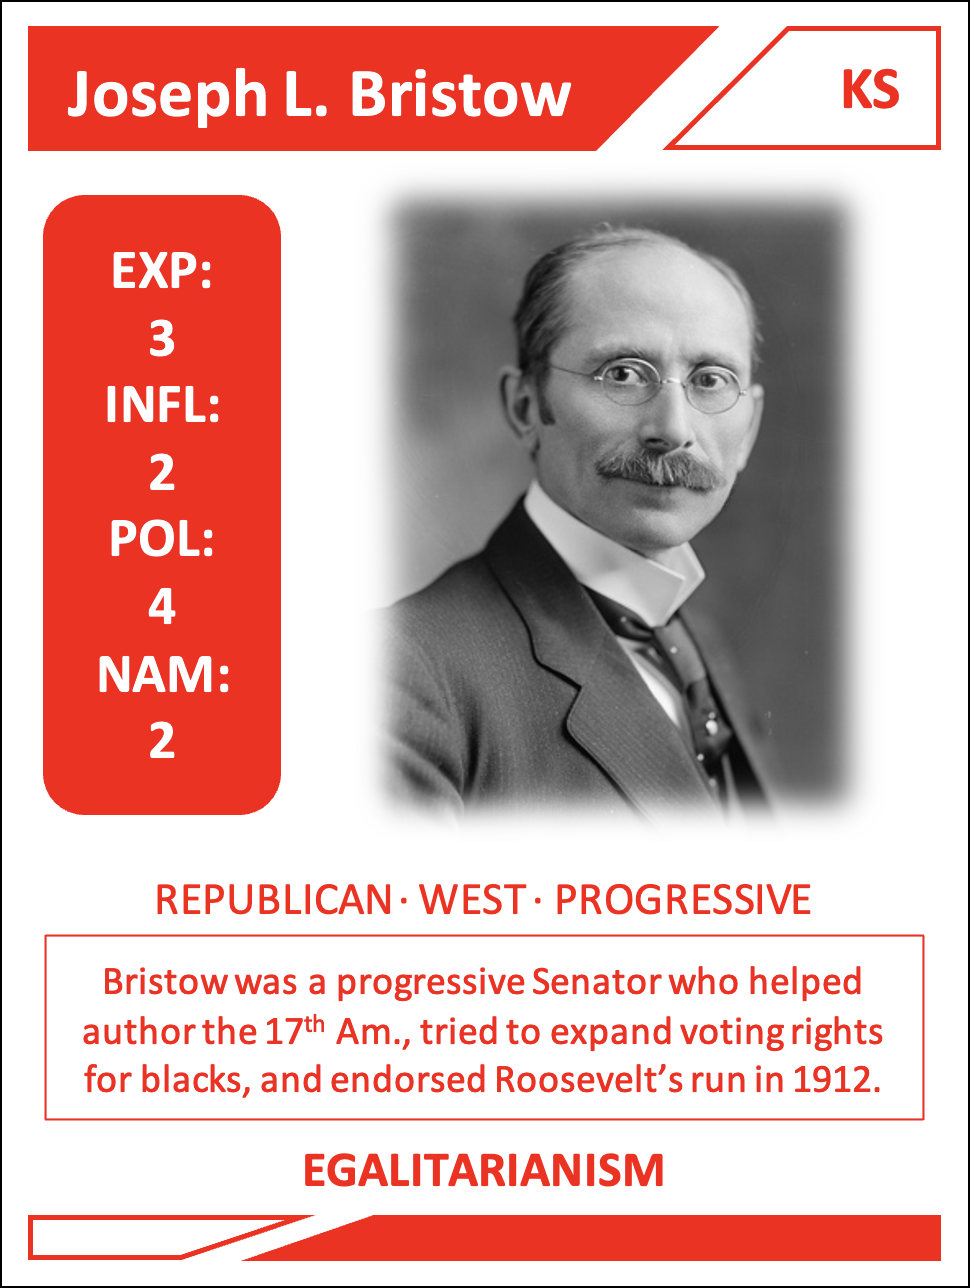 Joseph L. Bristow
KS
EXP:
3
INFL:
2
POL:
4
NAM:
2
REPUBLICAN · WEST · PROGRESSIVE
Bristow was a progressive Senator who helped
author the 17th Am., tried to expand voting rights
for blacks, and endorsed Roosevelt’s run in 1912.
EGALITARIANISM